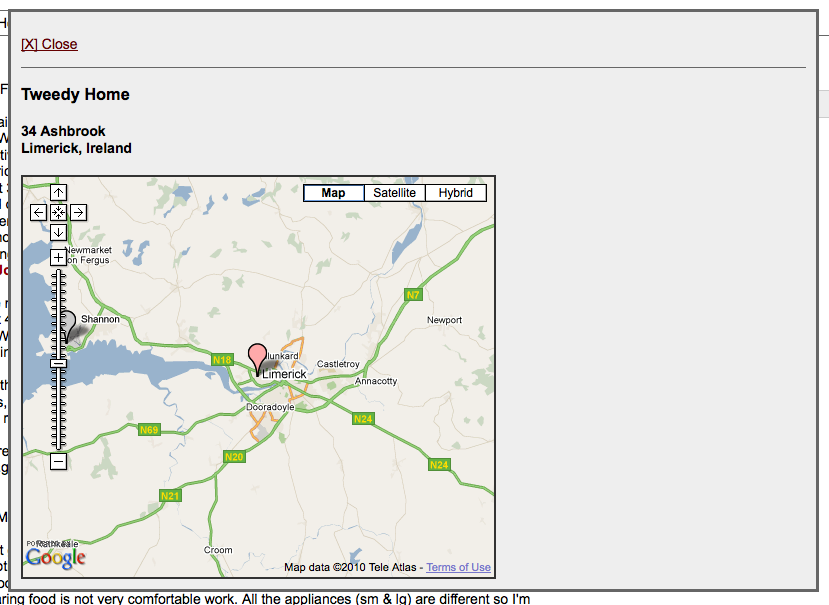 [X] Close
Tweedy Home
34 Ashbrook
Limerick, Ireland
Map Satellite Hybrid
Newmarket
on Fergus
N7
Shannon
Newport
N18
Castletroy
Limerick
Annacotty
Dooradoyle
N24
N69
N20
N24
N21
Croom
Google
Map data ©2010 Tele Atlas - Terms of Use
food is not very comfortable work. All the appliances (sm & lg) are different so I'm